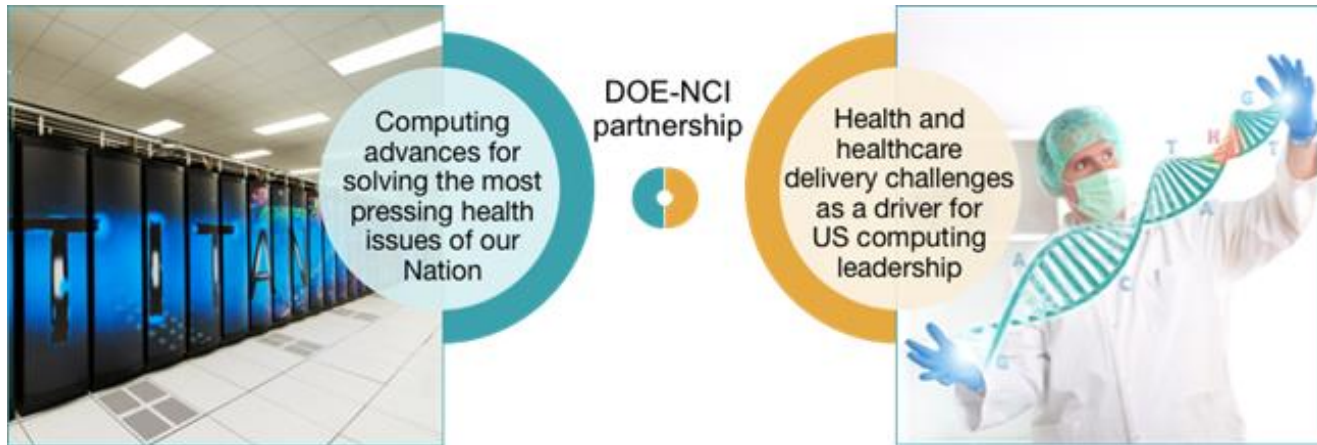 Computing
advances for
solving the most
pressing health
issues of our
Nation
DOE-NCI
partnership
Health and
healthcare
delivery challenges
as a driver for
US computing
leadership
TITAN
G
H
T
T
A
A
C
G